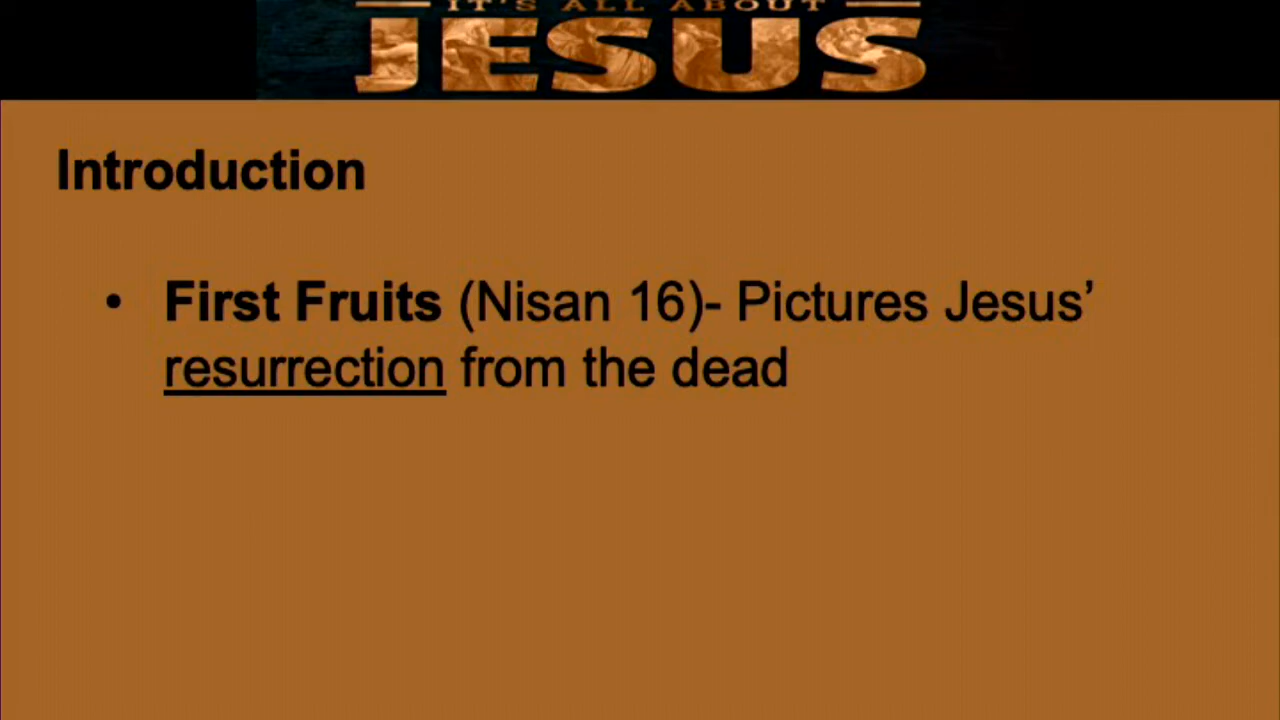 IT'S ALL ABOUT
JESUS
Introduction
• First Fruits (Nisan 16)- Pictures Jesus’
resurrection from the dead